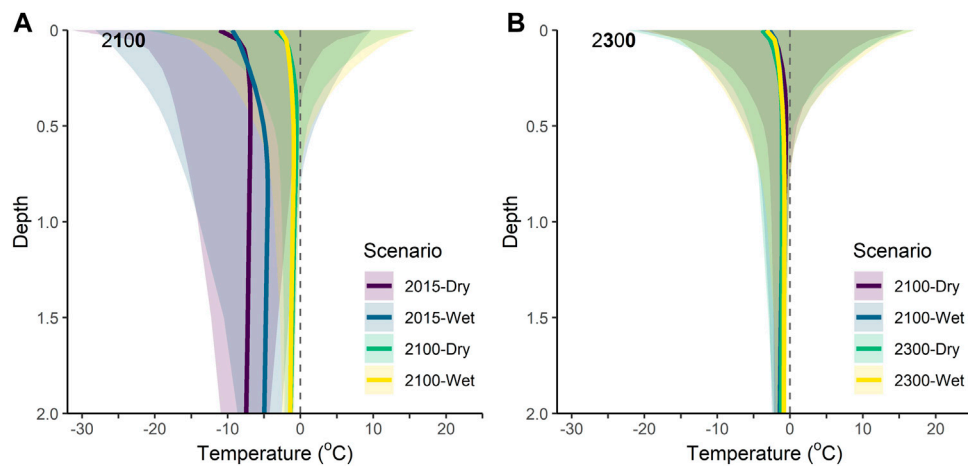 A
2100
0
0.5
1.0
1.5
2.0
Depth
-30
-20
-10
0
10
20
Temperature (°C)
Scenario
2015-Dry
2015-Wet
2100-Dry
2100-Wet
B
2300
0
0.5
1.0
1.5
2.0
Depth
-30
-20
-10
0
10
20
Temperature (°C)
Scenario
2100-Dry
2100-Wet
2300-Dry
2300-Wet